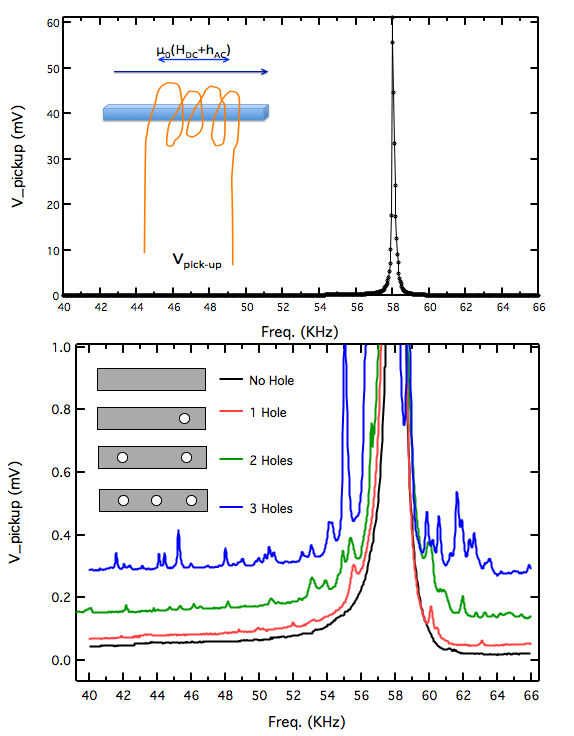 60
50
40
30
20
10
0
V_pickup (mV)
μ0(HDC+hAC)
Vpick-up
40 42 44 46 48 50 52 54 56 58 60 62 64 66
Freq. (KHz)
1.0
0.8
0.6
0.4
0.2
0.0
V_pickup (mV)
No Hole
1 Hole
2 Holes
3 Holes
40 42 44 46 48 50 52 54 56 58 60 62 64 66
Freq. (KHz)